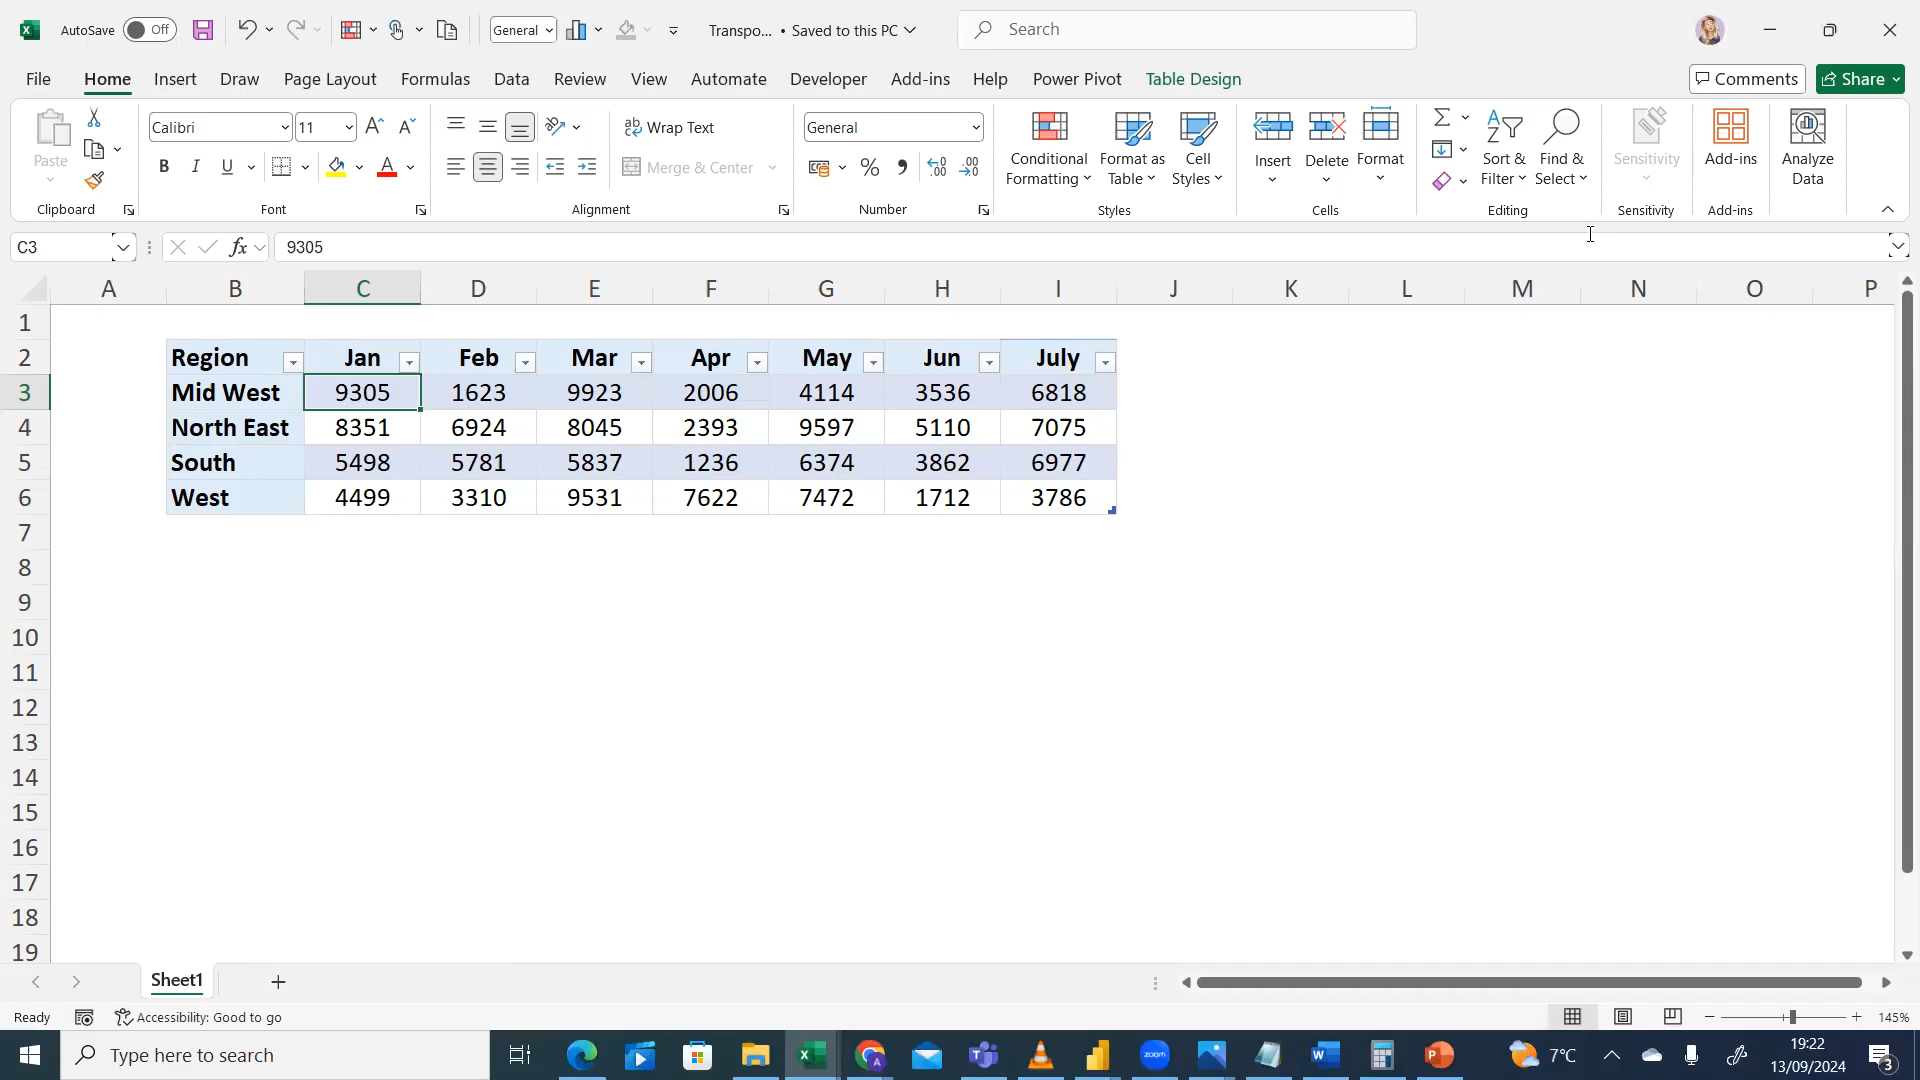 AutoSave Off General Transpo... • Saved to this PC Search
File Home Insert Draw Page Layout Formulas Data Review View Automate Developer Add-ins Help Power Pivot Table Design Comments Share
Paste Calibri 11 Wrap Text General Conditional Formatting Format as Table Cell Styles Insert Delete Format Sort & Filter Find & Select Sensitivity Add-ins Analyze Data
B I U Merge & Center
Clipboard Font Alignment Number Styles Cells Editing Sensitivity Add-ins
C3 fx 9305
A B C D E F G H I J K L M N O P
1
2 Region Jan Feb Mar Apr May Jun July
3 Mid West 9305 1623 9923 2006 4114 3536 6818
4 North East 8351 6924 8045 2393 9597 5110 7075
5 South 5498 5781 5837 1236 6374 3862 6977
6 West 4499 3310 9531 7622 7472 1712 3786
7
8
9
10
11
12
13
14
15
16
17
18
19
Sheet1
Ready Accessibility: Good to go 145%
Type here to search zoom 7°C 19:22
13/09/2024 3